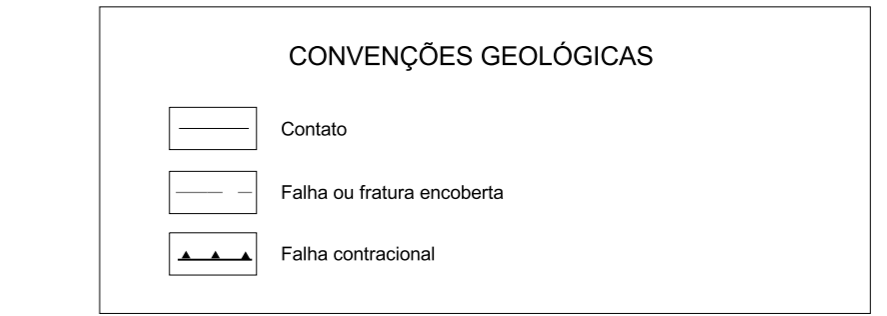 CONVENÇÕES GEOLÓGICAS
Contato
Falha ou fratura encoberta
Falha contracional